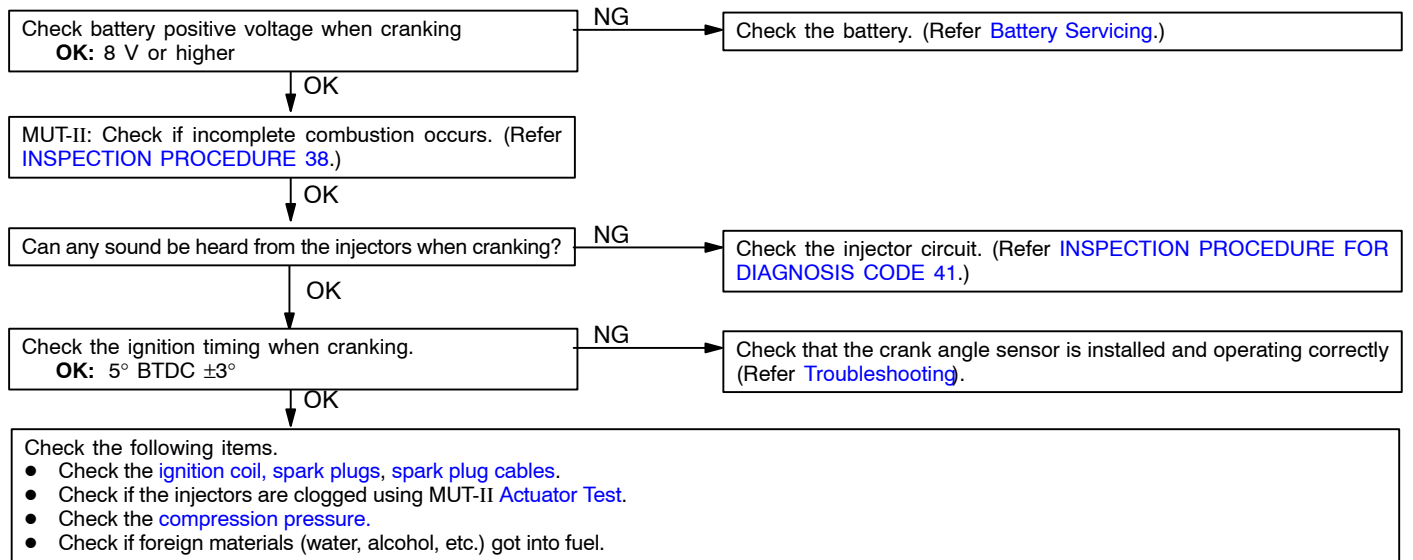 Check battery positive voltage when cranking
OK: 8 V or higher
NG
Check the battery. (Refer Battery Servicing.)
OK
MUT-II: Check if incomplete combustion occurs. (Refer
INSPECTION PROCEDURE 38.)
OK
Can any sound be heard from the injectors when cranking?
NG
Check the injector circuit. (Refer INSPECTION PROCEDURE FOR
DIAGNOSIS CODE 41.)
OK
Check the ignition timing when cranking.
OK: 5° BTDC ±3°
NG
Check that the crank angle sensor is installed and operating correctly
(Refer Troubleshooting).
OK
Check the following items.
● Check the ignition coil, spark plugs, spark plug cables.
● Check if the injectors are clogged using MUT-II Actuator Test.
● Check the compression pressure.
● Check if foreign materials (water, alcohol, etc.) got into fuel.